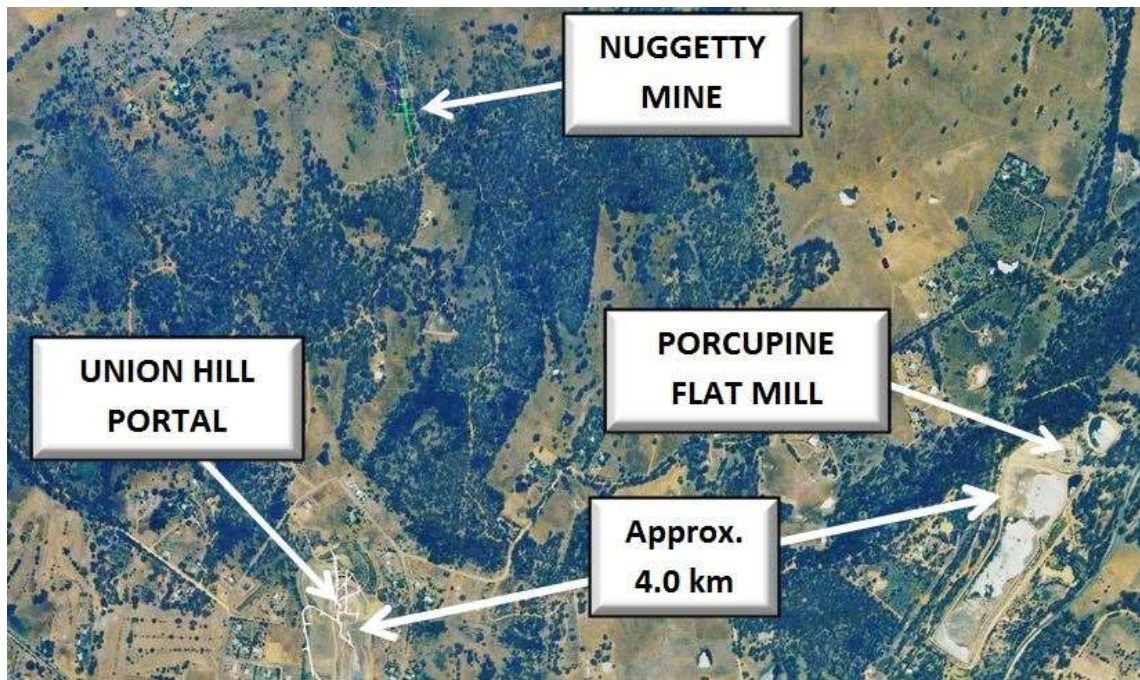 NUGGETTY
MINE
UNION HILL
PORTAL
PORCUPINE
FLAT MILL
Approx.
4.0 km